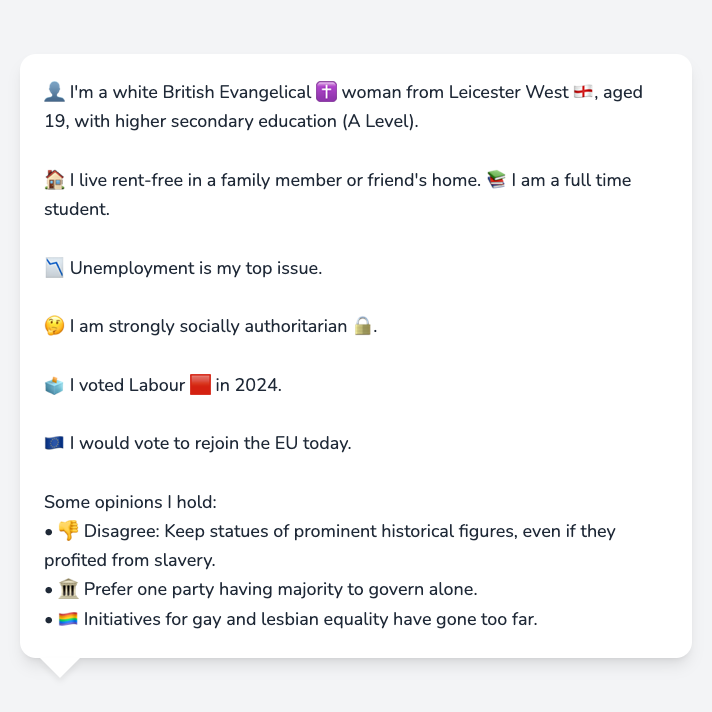 👤 I'm a white British Evangelical ✝️ woman from Leicester West 🏴󠁧󠁢󠁥󠁮󠁧󠁿, aged
19, with higher secondary education (A Level).
🏠 I live rent-free in a family member or friend's home. 📚 I am a full time
student.
📉 Unemployment is my top issue.
🤔 I am strongly socially authoritarian 🔒.
🗳️ I voted Labour 🟥 in 2024.
🇪🇺 I would vote to rejoin the EU today.
Some opinions I hold:
• 👎 Disagree: Keep statues of prominent historical figures, even if they
profited from slavery.
• 🏛️ Prefer one party having majority to govern alone.
• 🏳️‍🌈 Initiatives for gay and lesbian equality have gone too far.